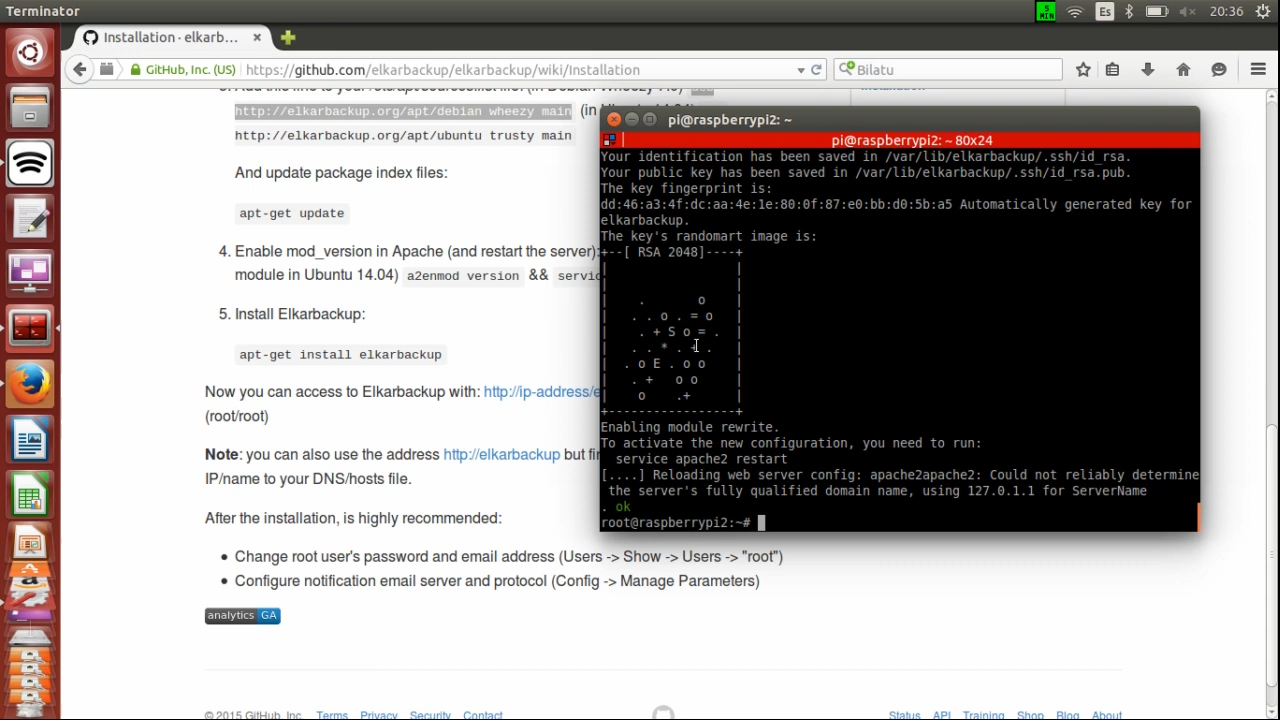 Terminator
5 MIN
Es
20:36
Installation · elkarb...
GitHub, Inc. (US)
https://github.com/elkarbackup/elkarbackup/wiki/Installation
Bilatu
http://elkarbackup.org/apt/debian wheezy main (in
http://elkarbackup.org/apt/ubuntu trusty main
And update package index files:
apt-get update
4. Enable mod_version in Apache (and restart the server):
module in Ubuntu 14.04) a2enmod version && servic
5. Install Elkarbackup:
apt-get install elkarbackup
Now you can access to Elkarbackup with: http://ip-address/e
(root/root)
Note: you can also use the address http://elkarbackup but fi
IP/name to your DNS/hosts file.
After the installation, is highly recommended:
Change root user's password and email address (Users -> Show -> Users -> "root")
Configure notification email server and protocol (Config -> Manage Parameters)
analytics GA
© 2015 GitHub, Inc. Terms Privacy Security Contact
Status API Training Shop Blog About
pi@raspberrypi2: ~
pi@raspberrypi2: ~ 80x24
Your identification has been saved in /var/lib/elkarbackup/.ssh/id_rsa.
Your public key has been saved in /var/lib/elkarbackup/.ssh/id_rsa.pub.
The key fingerprint is:
dd:46:a3:4f:dc:aa:4e:1e:80:0f:87:e0:bb:d0:5b:a5 Automatically generated key for
elkarbackup.
The key's randomart image is:
+--[ RSA 2048]----+
|                 |
|                 |
|    .       o    |
|   . . o . = o   |
|    . + S o = .  |
|   . . * . + .   |
|  . o E . o o    |
|   . +   o o     |
|    o    .+      |
+-----------------+
Enabling module rewrite.
To activate the new configuration, you need to run:
service apache2 restart
[....] Reloading web server config: apache2apache2: Could not reliably determine
the server's fully qualified domain name, using 127.0.1.1 for ServerName
. ok
root@raspberrypi2:~#